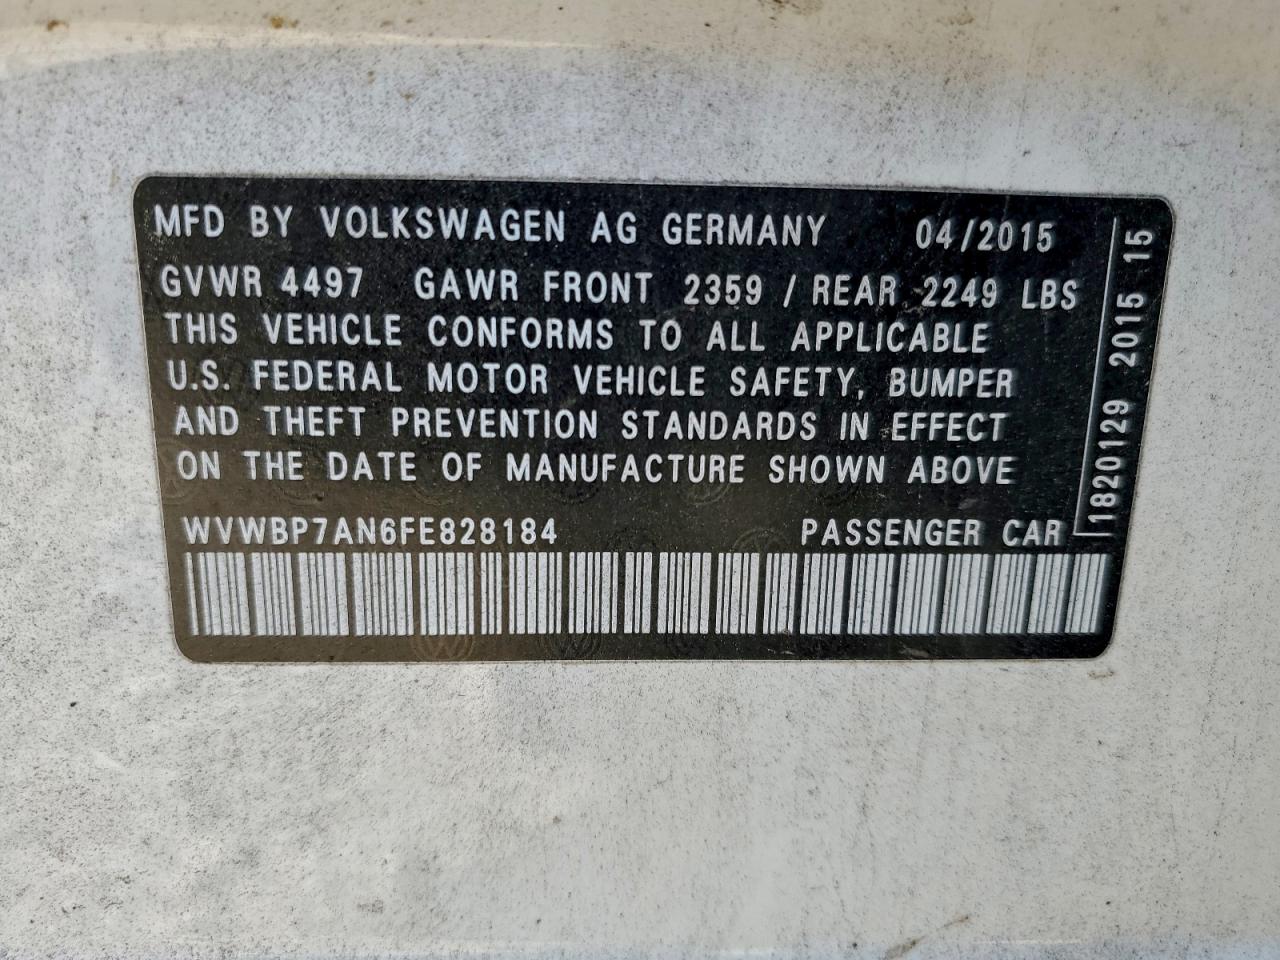 MFD BY VOLKSWAGEN AG GERMANY 04/2015
GVWR 4497 GAWR FRONT 2359 / REAR 2249 LBS
THIS VEHICLE CONFORMS TO ALL APPLICABLE
U.S. FEDERAL MOTOR VEHICLE SAFETY, BUMPER
AND THEFT PREVENTION STANDARDS IN EFFECT
ON THE DATE OF MANUFACTURE SHOWN ABOVE
WVWBP7AN6FE828184 PASSENGER CAR
1820129 2015 15